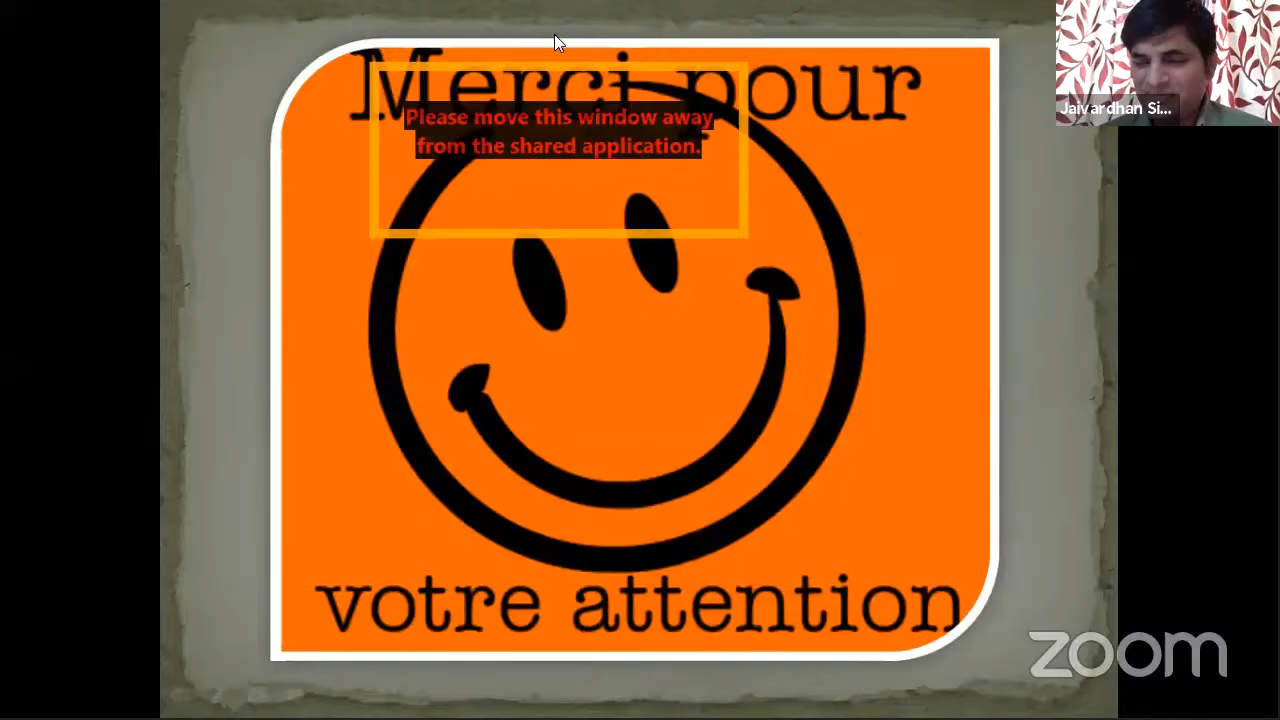 Merci pour
Please move this window away
from the shared application.
Jaivardhan Si...
votre attention
zoom